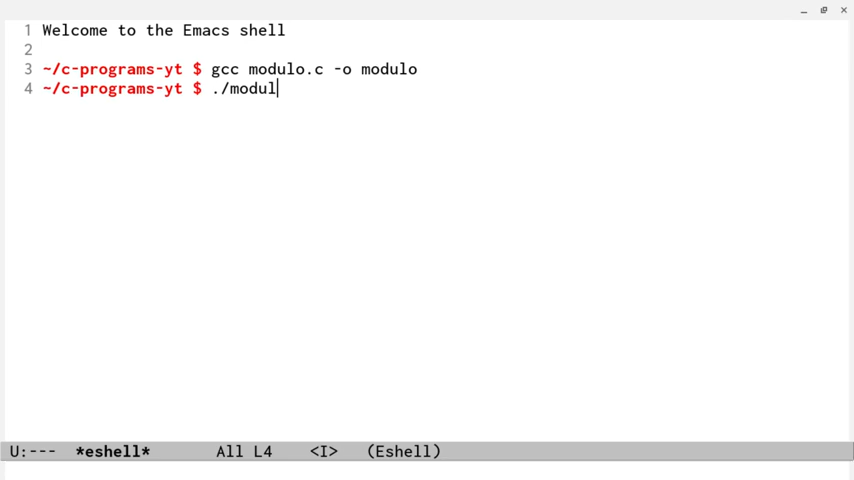 1 Welcome to the Emacs shell
2
3 ~/c-programs-yt $ gcc modulo.c -o modulo
4 ~/c-programs-yt $ ./modul
U:--- *eshell* All L4 <I> (Eshell)